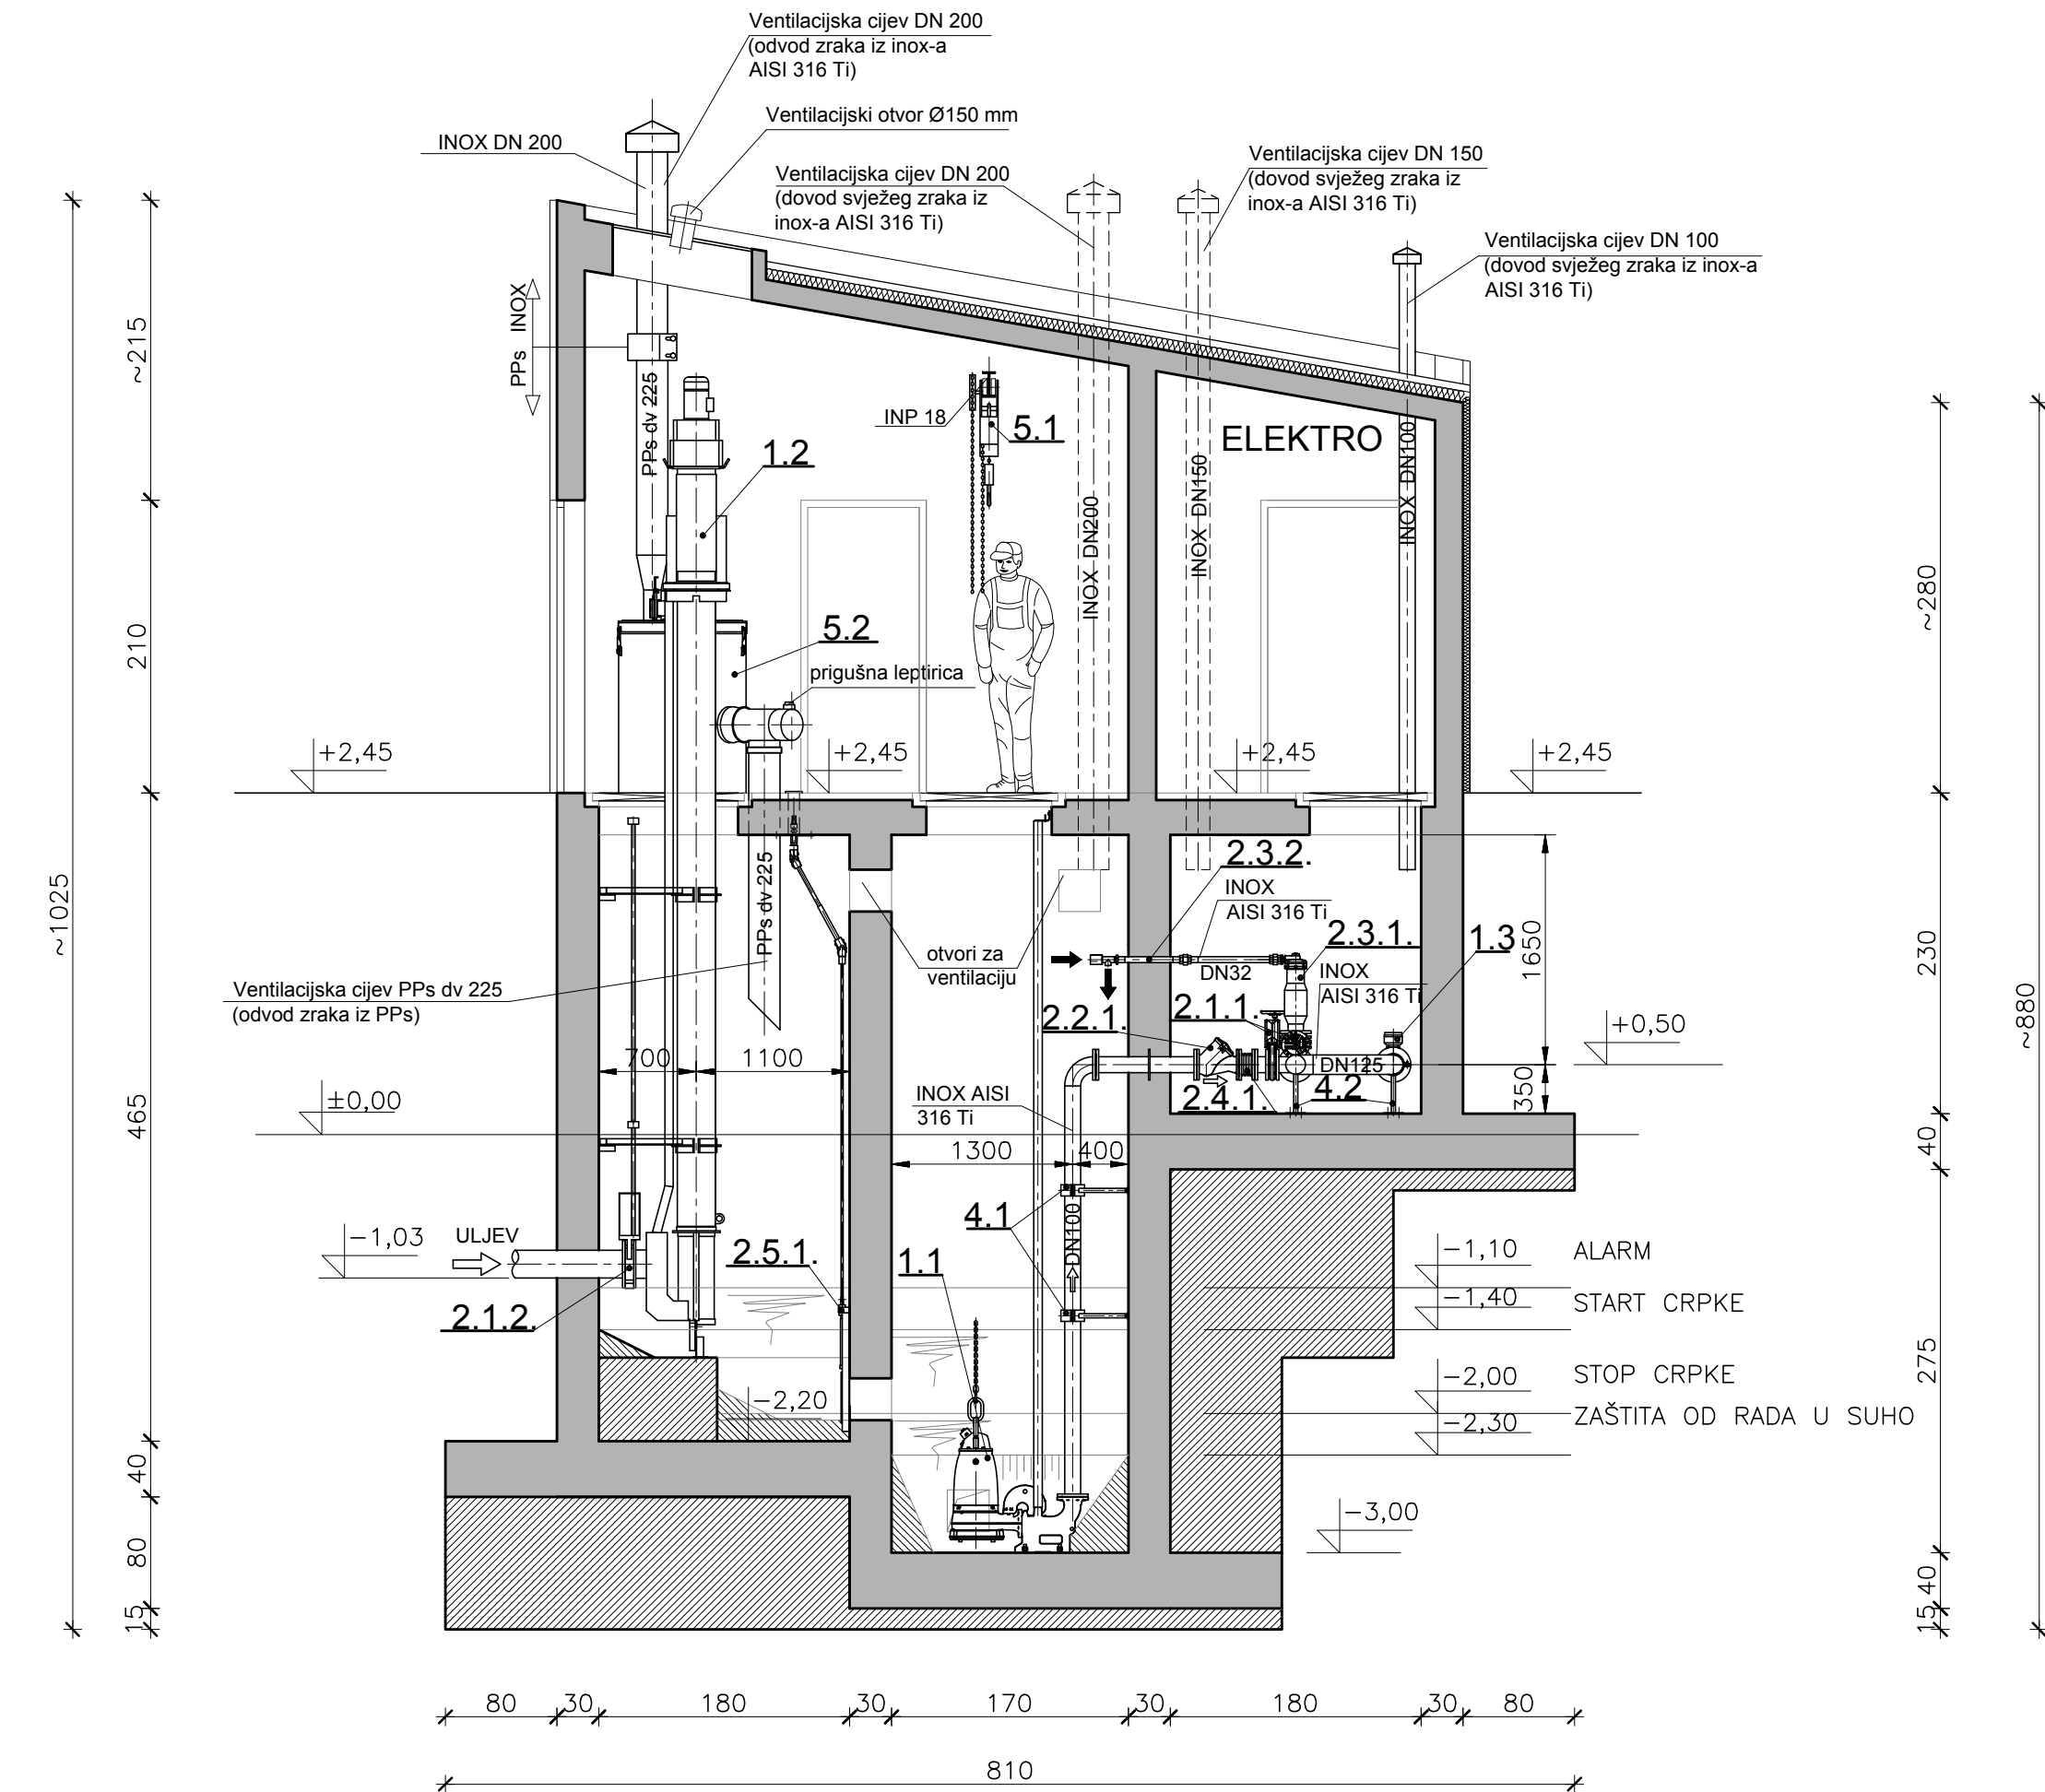 Ventilacijska cijev DN 200
(odvod zraka iz inox-a
AISI 316 Ti)
Ventilacijski otvor Ø150 mm
INOX DN 200
Ventilacijska cijev DN 200
(dovod svježeg zraka iz
inox-a AISI 316 Ti)
Ventilacijska cijev DN 150
(dovod svježeg zraka iz
inox-a AISI 316 Ti)
Ventilacijska cijev DN 100
(dovod svježeg zraka iz inox-a
AISI 316 Ti)
PPs INOX
PPs dv 225
INP 18
5.1
1.2
ELEKTRO
INOX DN200
INOX DN150
INOX DN100
5.2
prigušna leptirica
+2,45
+2,45
+2,45
+2,45
PPs dv 225
2.3.2.
INOX
AISI 316 Ti
2.3.1.
1.3
otvori za
ventilaciju
DN32
INOX
AISI 316 Ti
Ventilacijska cijev PPs dv 225
(odvod zraka iz PPs)
2.2.1.
2.1.1.
1650
+0,50
700
1100
DN125
INOX AISI
316 Ti
2.4.1.
4.2
350
±0,00
1300
400
4.1
DN100
−1,03
ULJEV
2.5.1.
1.1
2.1.2.
−1,10
ALARM
−1,40
START CRPKE
−2,00
STOP CRPKE
−2,20
−2,30
ZAŠTITA OD RADA U SUHO
−3,00
~1025
~215
210
465
40
80
15
~280
230
40
275
40
15
~880
80
30
180
30
170
30
180
30
80
810